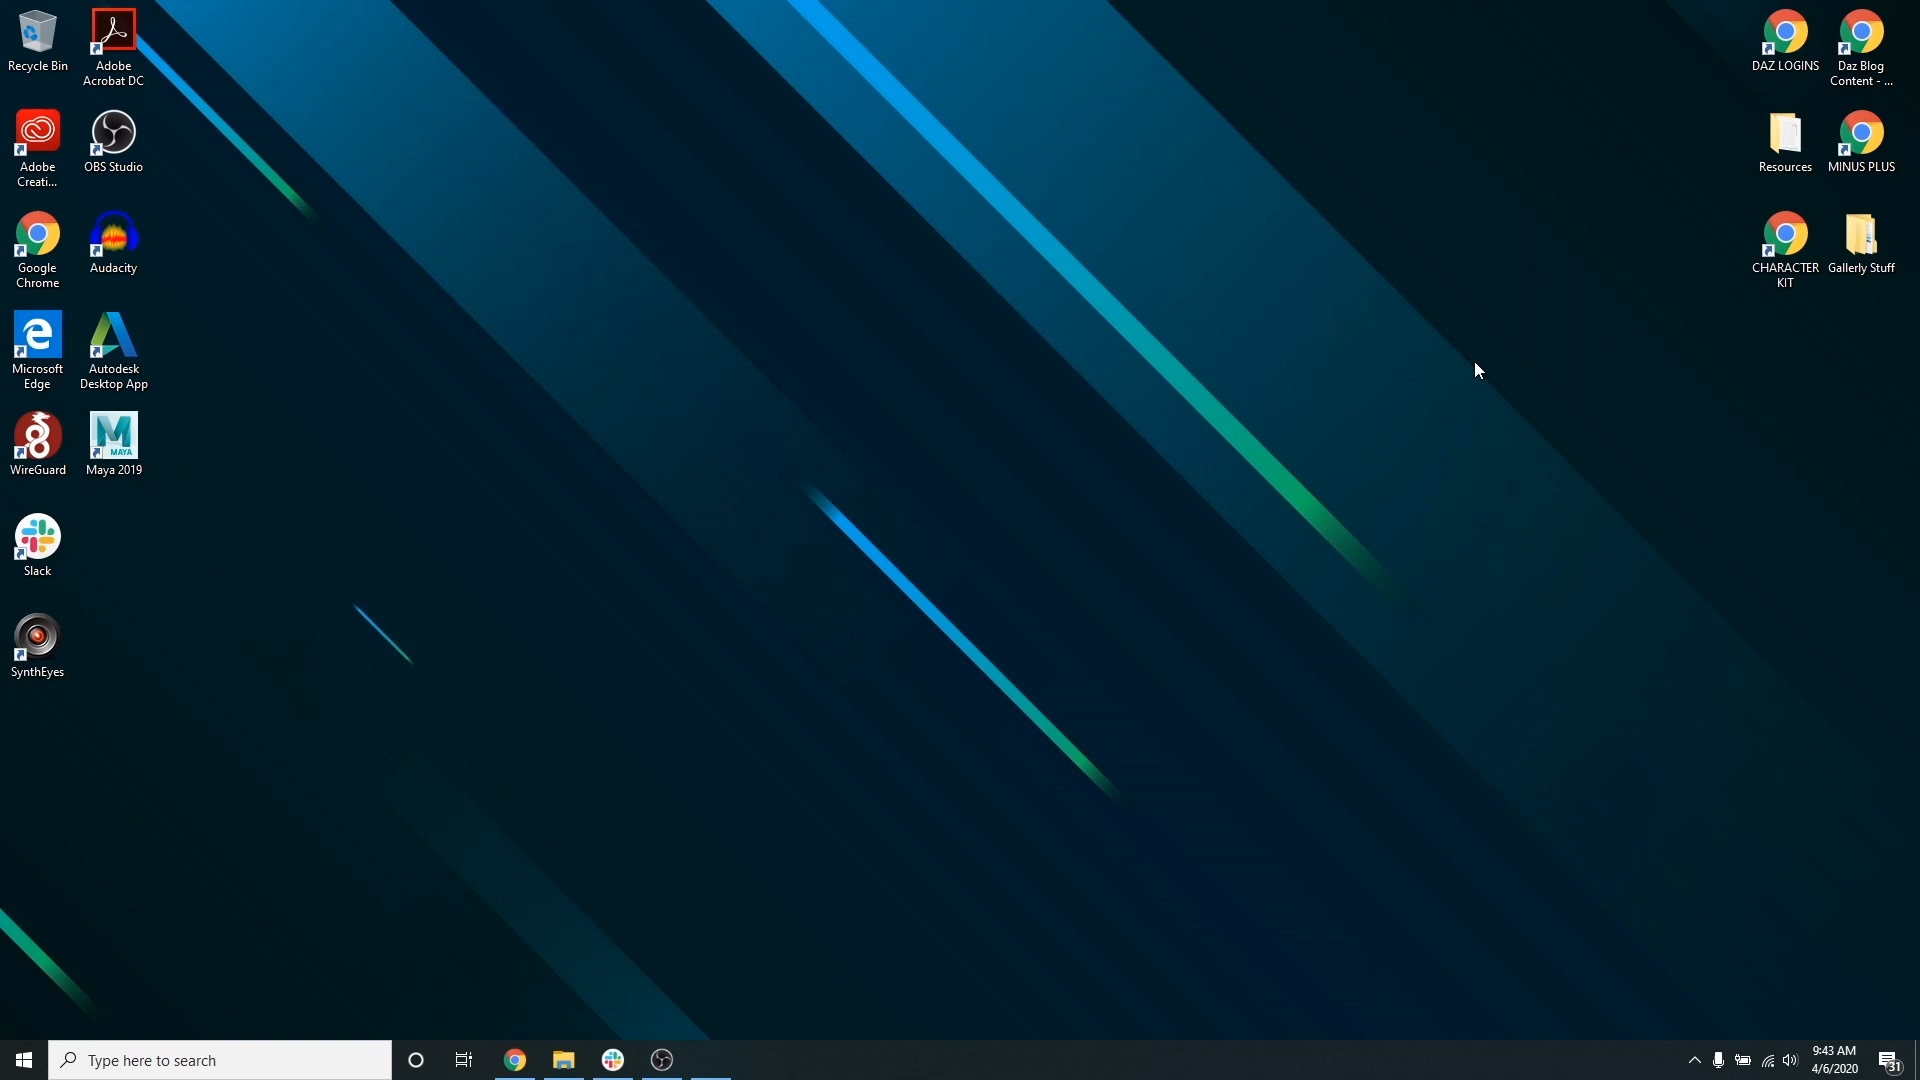 Recycle Bin
Adobe
Acrobat DC
Adobe
Creati...
OBS Studio
Google
Chrome
Audacity
Microsoft
Edge
Autodesk
Desktop App
WireGuard
MAYA
Maya 2019
Slack
SynthEyes
DAZ LOGINS
Daz Blog
Content - ...
Resources
MINUS PLUS
CHARACTER
KIT
Gallerly Stuff
Type here to search
9:43 AM
4/6/2020
31